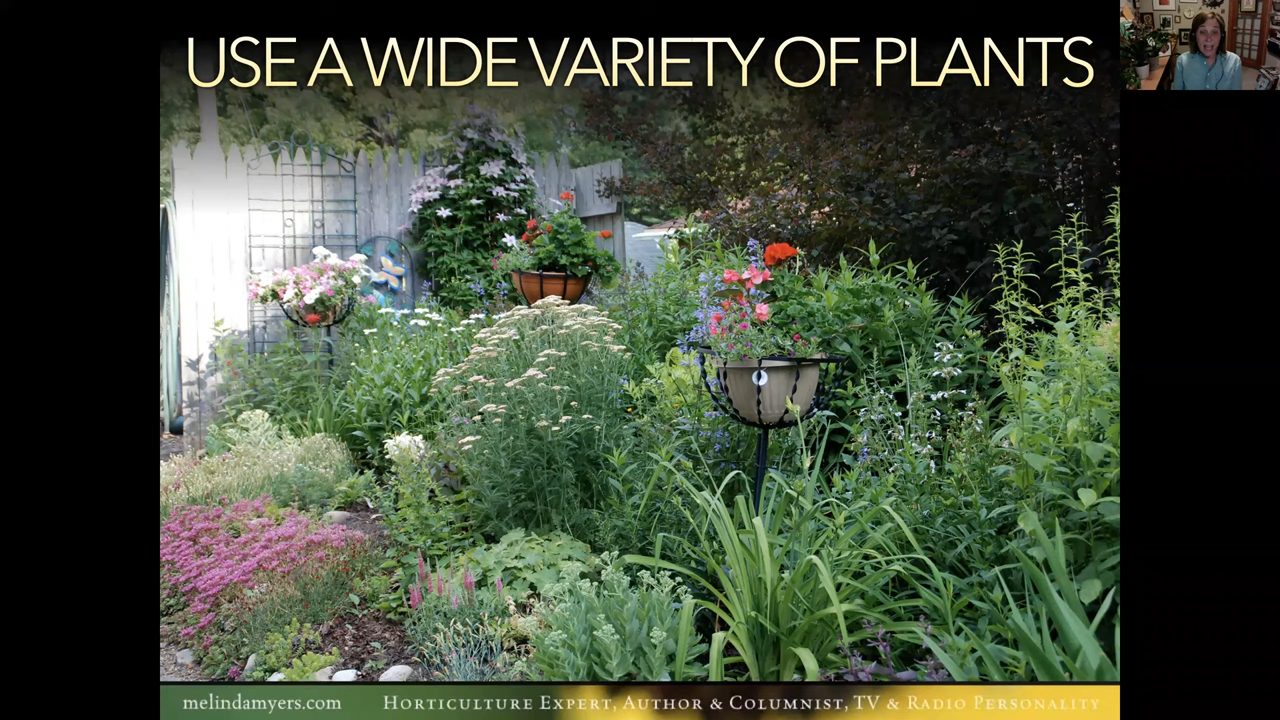 USE A WIDE VARIETY OF PLANTS
melindamyers.com HORTICULTURE EXPERT, AUTHOR & COLUMNIST, TV & RADIO PERSONALITY